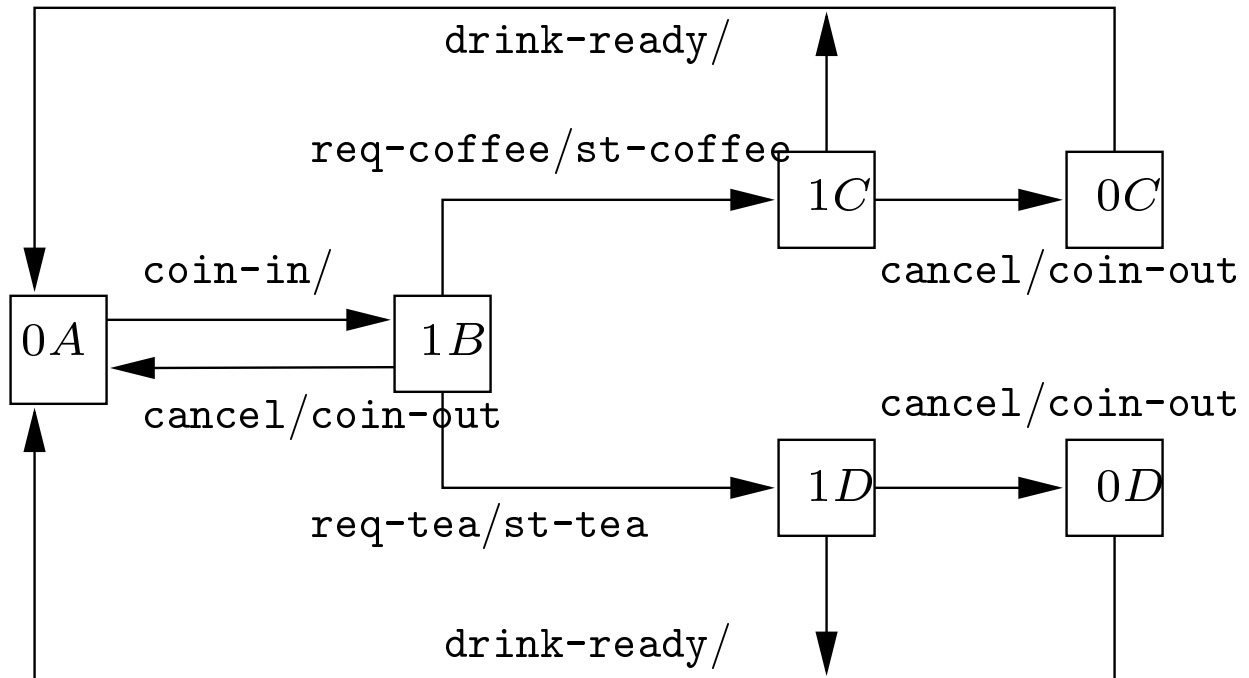 drink-ready/
req-coffee/st-coffee
1C
0C
coin-in/
cancel/coin-out
0A
1B
cancel/coin-out
cancel/coin-out
1D
0D
req-tea/st-tea
drink-ready/